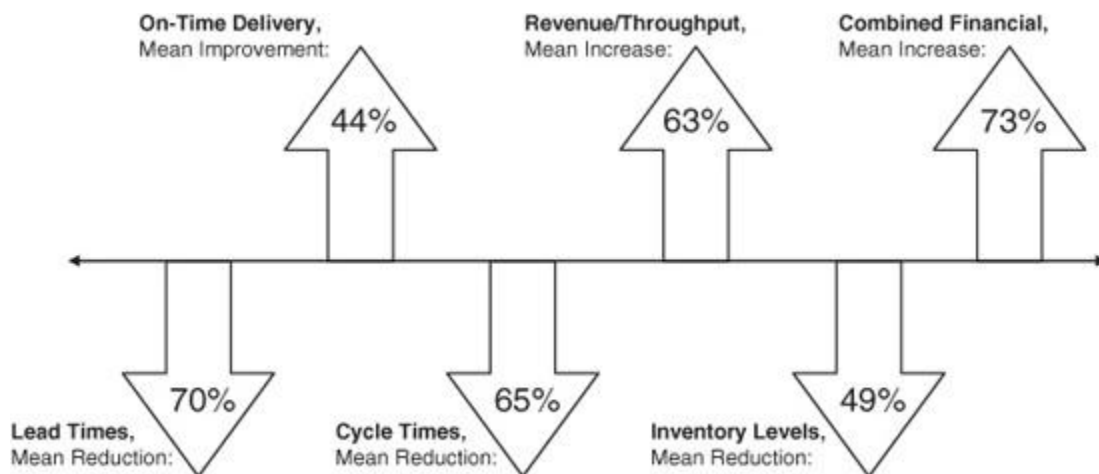 On-Time Delivery,
Mean Improvement:
44%
Revenue/Throughput,
Mean Increase:
63%
Combined Financial,
Mean Increase:
73%
Lead Times,
Mean Reduction:
70%
Cycle Times,
Mean Reduction:
65%
Inventory Levels,
Mean Reduction:
49%